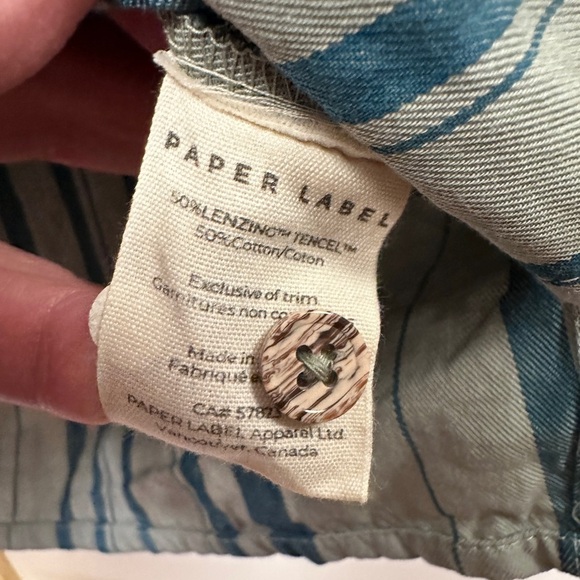 PAPER LABEL
50%LENZING™ TENCEL™
50%Cotton/Coton
Exclusive of trim
Garnitures non
Made in
Fabriqué
CA# 57823
PAPER LABEL Apparel Ltd
Vancouver, Canada